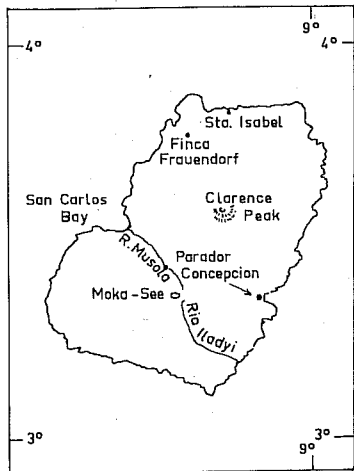 9°
4°
4°
Sta. Isabel
Finca
Frauendorf
San Carlos
Bay
Clarence
Peak
R. Musola
Parador
Concepcion
Moka-See
Rio Iladyi
3°
3°
9°